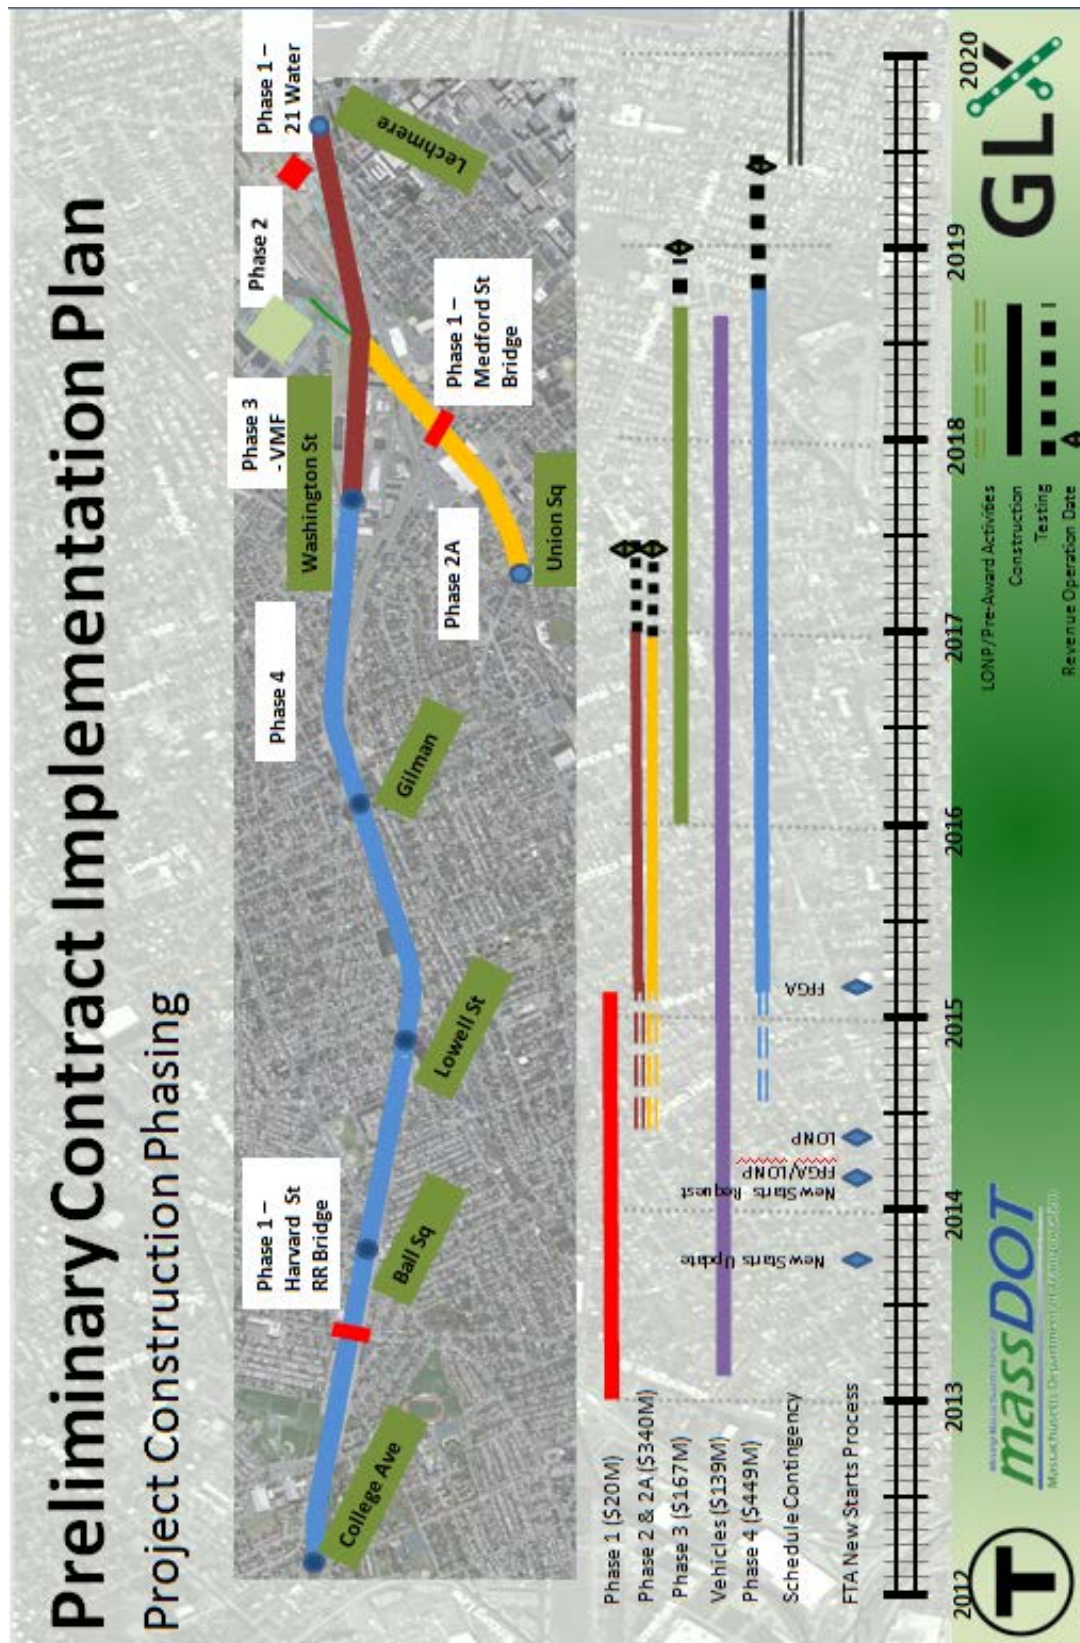 Preliminary Contract Implementation Plan
Project Construction Phasing
Phase 1 –
21 Water
Phase 2
Lechmere
Phase 3
- VMF
Washington St
Phase 1 –
Medford St
Bridge
Phase 2A
Union Sq
Phase 4
Gilman
Lowell St
Phase 1 –
Harvard St
RR Bridge
Ball Sq
College Ave
Phase 1 ($20M)
Phase 2 & 2A ($340M)
Phase 3 ($167M)
Vehicles ($139M)
Phase 4 ($449M)
Schedule Contingency
FTA New Starts Process
New Starts Update
New Starts Request
FFGA/LONP
LONP
FFGA
2012
2013
2014
2015
2016
2017
2018
2019
2020
T
massDOT
Massachusetts Department of Transportation
LONP/Pre-Award Activities
Construction
Testing
Revenue Operation Date
GLX